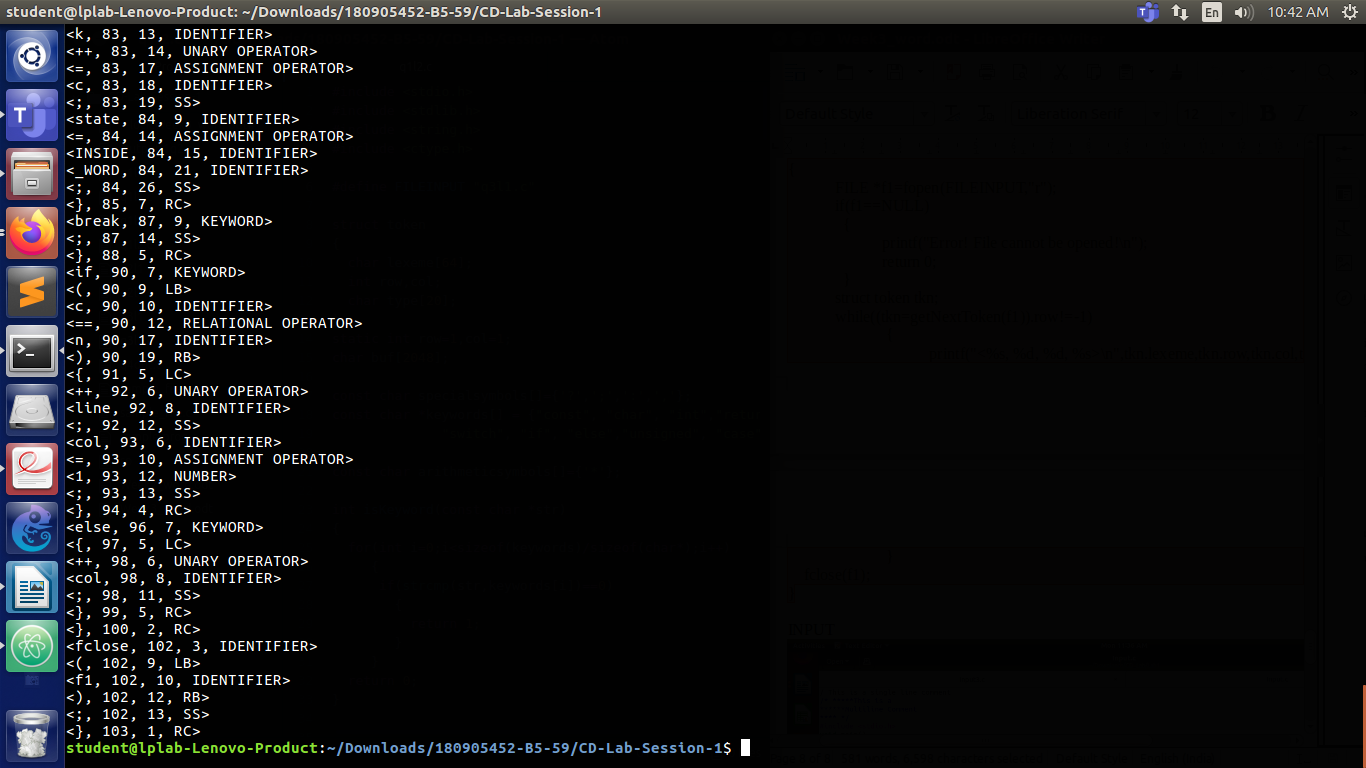 student@lplab-Lenovo-Product: ~/Downloads/180905452-B5-59/CD-Lab-Session-1
En
10:42 AM
<k, 83, 13, IDENTIFIER>
<++, 83, 14, UNARY OPERATOR>
<=, 83, 17, ASSIGNMENT OPERATOR>
<c, 83, 18, IDENTIFIER>
<;, 83, 19, SS>
<state, 84, 9, IDENTIFIER>
<=, 84, 14, ASSIGNMENT OPERATOR>
<INSIDE, 84, 15, IDENTIFIER>
<_WORD, 84, 21, IDENTIFIER>
<;, 84, 26, SS>
<}, 85, 7, RC>
<break, 87, 9, KEYWORD>
<;, 87, 14, SS>
<}, 88, 5, RC>
<if, 90, 7, KEYWORD>
<(, 90, 9, LB>
<c, 90, 10, IDENTIFIER>
<==, 90, 12, RELATIONAL OPERATOR>
<n, 90, 17, IDENTIFIER>
<), 90, 19, RB>
<{, 91, 5, LC>
<++, 92, 6, UNARY OPERATOR>
<line, 92, 8, IDENTIFIER>
<;, 92, 12, SS>
<col, 93, 6, IDENTIFIER>
<=, 93, 10, ASSIGNMENT OPERATOR>
<1, 93, 12, NUMBER>
<;, 93, 13, SS>
<}, 94, 4, RC>
<else, 96, 7, KEYWORD>
<{, 97, 5, LC>
<++, 98, 6, UNARY OPERATOR>
<col, 98, 8, IDENTIFIER>
<;, 98, 11, SS>
<}, 99, 5, RC>
<}, 100, 2, RC>
<fclose, 102, 3, IDENTIFIER>
<(, 102, 9, LB>
<f1, 102, 10, IDENTIFIER>
<), 102, 12, RB>
<;, 102, 13, SS>
<}, 103, 1, RC>
student@lplab-Lenovo-Product:~/Downloads/180905452-B5-59/CD-Lab-Session-1$